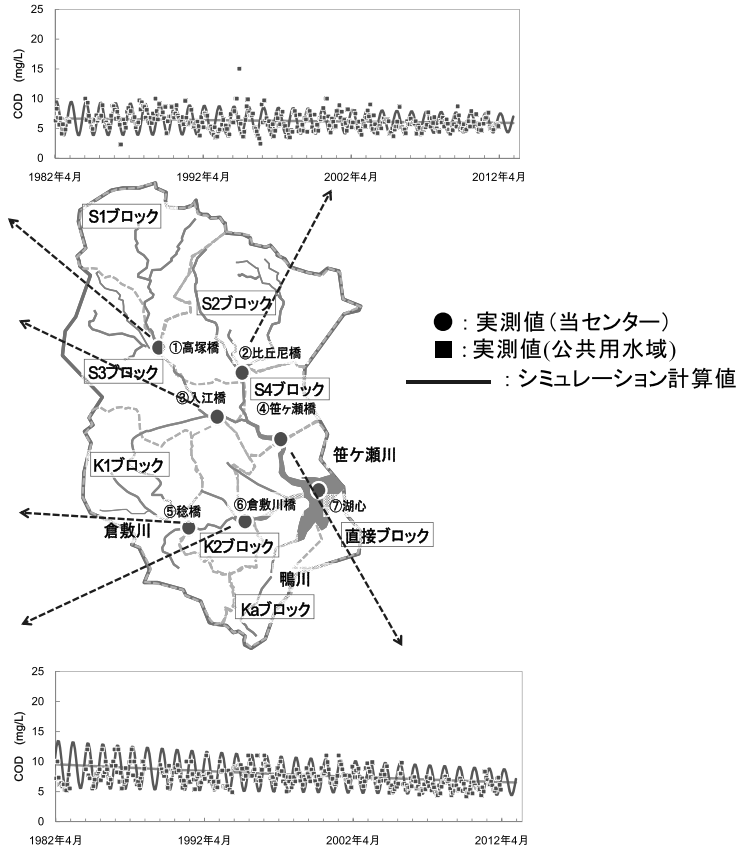 COD (mg/L)
25
20
15
10
5
0
1982年4月
1992年4月
2002年4月
2012年4月
S1ブロック
S2ブロック
①高塚橋
②比丘尼橋
S3ブロック
S4ブロック
③入江橋
④笹ヶ瀬橋
●：実測値（当センター）
■：実測値(公共用水域)
：シミュレーション計算値
K1ブロック
笹ケ瀬川
⑥倉敷川橋
⑦湖心
⑤稔橋
倉敷川
K2ブロック
直接ブロック
鴨川
Kaブロック
COD (mg/L)
25
20
15
10
5
0
1982年4月
1992年4月
2002年4月
2012年4月